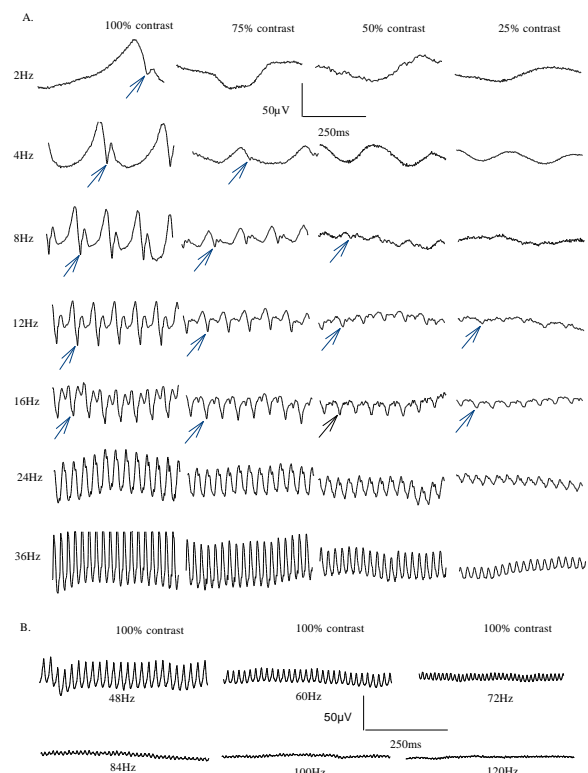 A.
100% contrast
75% contrast
50% contrast
25% contrast
2Hz
50µV
250ms
4Hz
8Hz
12Hz
16Hz
24Hz
36Hz
B.
100% contrast
100% contrast
100% contrast
48Hz
60Hz
72Hz
50µV
250ms
84Hz
100Hz
120Hz